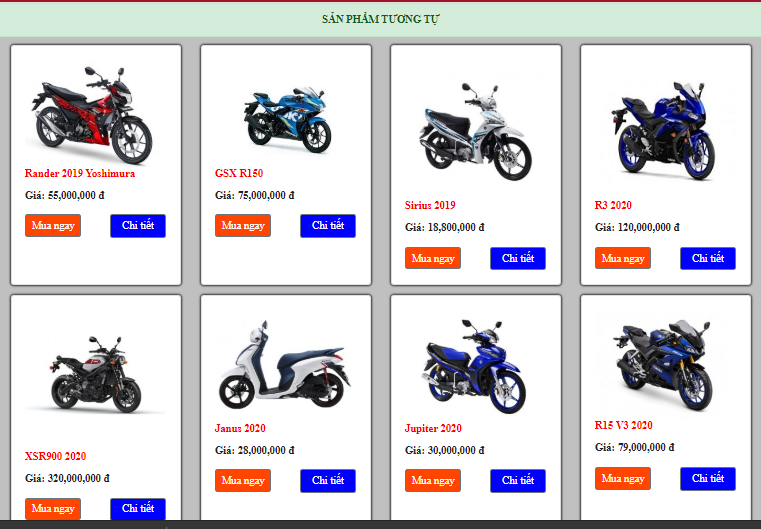 SẢN PHẨM TƯƠNG TỰ
Rander 2019 Yoshimura
Giá: 55,000,000 đ
Mua ngay
Chi tiết
GSX R150
Giá: 75,000,000 đ
Mua ngay
Chi tiết
Sirius 2019
Giá: 18,800,000 đ
Mua ngay
Chi tiết
R3 2020
Giá: 120,000,000 đ
Mua ngay
Chi tiết
XSR900 2020
Giá: 320,000,000 đ
Mua ngay
Chi tiết
Janus 2020
Giá: 28,000,000 đ
Mua ngay
Chi tiết
Jupiter 2020
Giá: 30,000,000 đ
Mua ngay
Chi tiết
R15 V3 2020
Giá: 79,000,000 đ
Mua ngay
Chi tiết